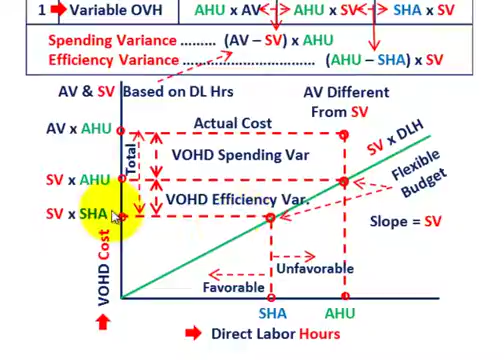 1 Variable OVH AHU x AV AHU x SV SHA x SV
Spending Variance ......... (AV – SV) x AHU
Efficiency Variance ................................. (AHU – SHA) x SV
AV & SV Based on DL Hrs
AV Different
From SV
AV x AHU
Actual Cost
SV x DLH
Total
VOHD Spending Var
Flexible
Budget
SV x AHU
VOHD Efficiency Var.
SV x SHA
Slope = SV
VOHD Cost
Unfavorable
Favorable
SHA AHU
Direct Labor Hours